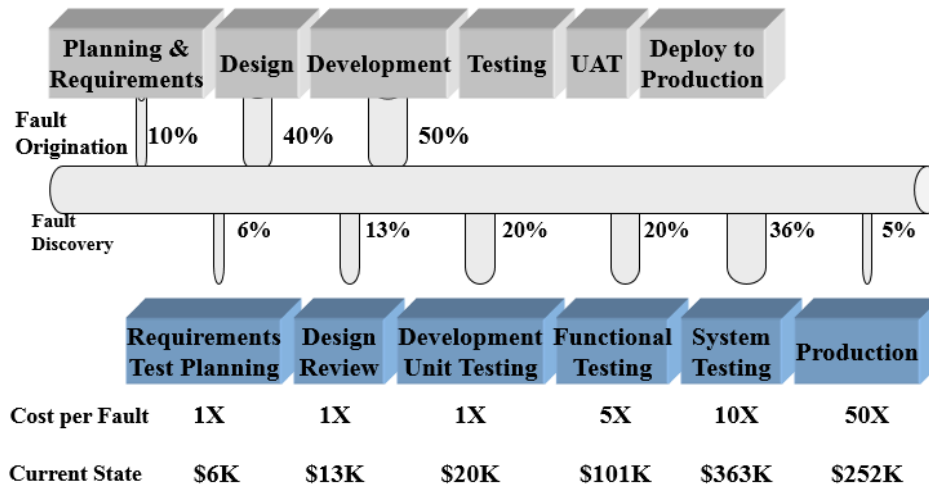 Planning &
Requirements
Design
Development
Testing
UAT
Deploy to
Production
Fault
Origination
10%
40%
50%
Fault
Discovery
6%
13%
20%
20%
36%
5%
Requirements
Test Planning
Design
Review
Development
Unit Testing
Functional
Testing
System
Testing
Production
Cost per Fault 1X 1X 1X 5X 10X 50X
Current State $6K $13K $20K $101K $363K $252K